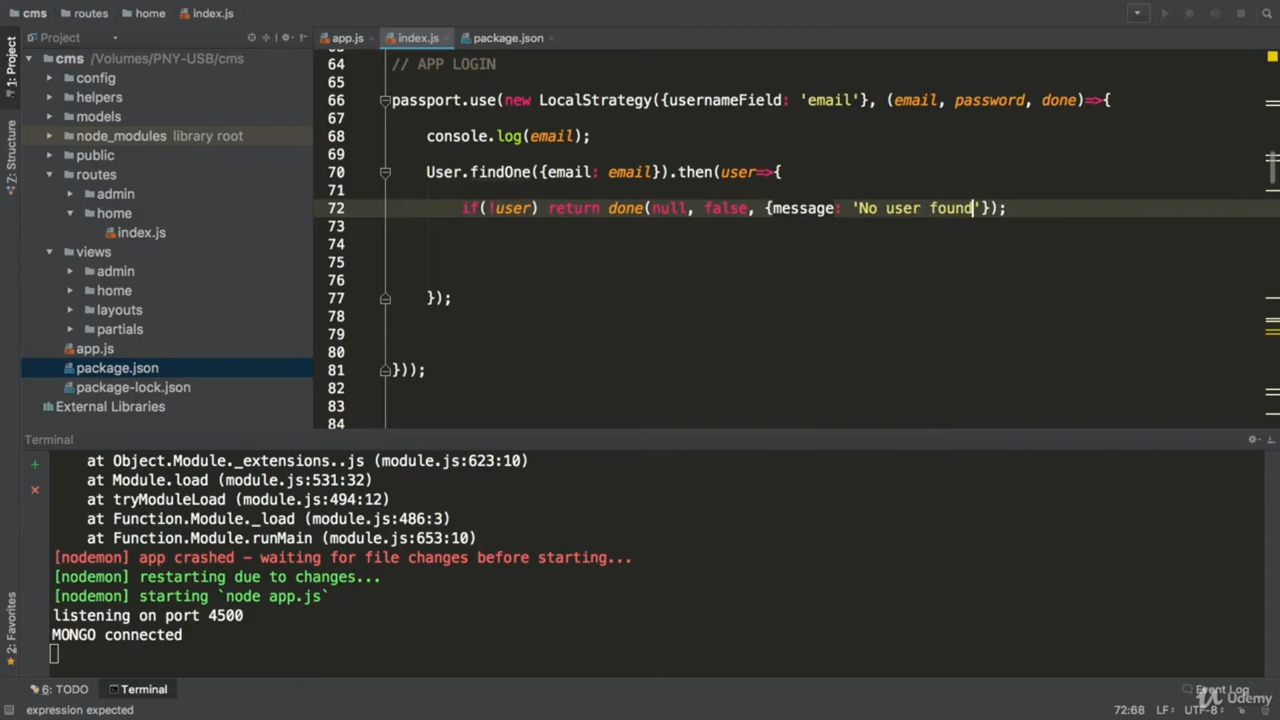 cms routes home index.js
Project
app.js index.js package.json
1: Project
cms /Volumes/PNY-USB/cms
config
helpers
models
node_modules library root
public
routes
admin
home
index.js
views
admin
home
layouts
partials
app.js
package.json
package-lock.json
External Libraries
7: Structure
2: Favorites
64 // APP LOGIN
65
66 passport.use(new LocalStrategy({usernameField: 'email'}, (email, password, done)=>{
67
68 console.log(email);
69
70 User.findOne({email: email}).then(user=>{
71
72 if(!user) return done(null, false, {message: 'No user found'});
73
74
75
76
77 });
78
79
80
81 }));
82
83
84
Terminal
at Object.Module._extensions..js (module.js:623:10)
at Module.load (module.js:531:32)
at tryModuleLoad (module.js:494:12)
at Function.Module._load (module.js:486:3)
at Function.Module.runMain (module.js:653:10)
[nodemon] app crashed - waiting for file changes before starting...
[nodemon] restarting due to changes...
[nodemon] starting `node app.js`
listening on port 4500
MONGO connected
6: TODO Terminal Event Log
expression expected 72:68 LF÷ UTF-8÷
Udemy